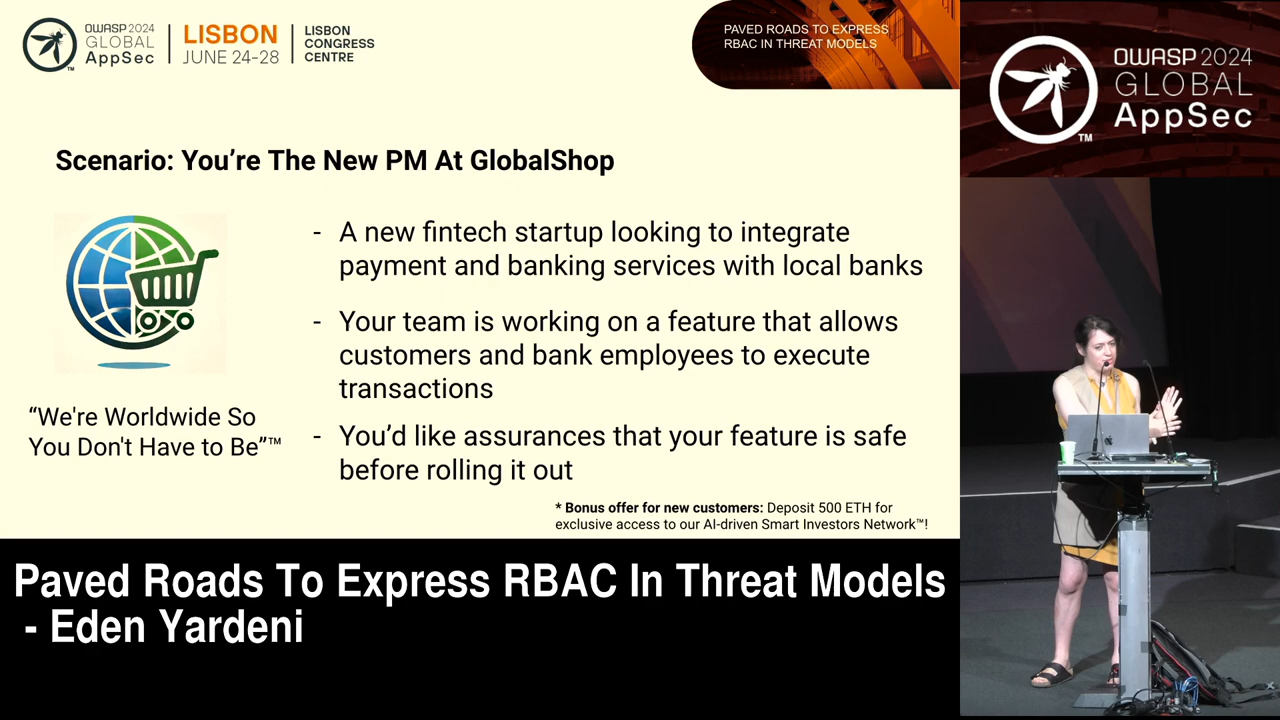 OWASP 2024
GLOBAL
AppSec
TM
LISBON
JUNE 24-28
LISBON
CONGRESS
CENTRE
PAVED ROADS TO EXPRESS
RBAC IN THREAT MODELS
Scenario: You’re The New PM At GlobalShop
- A new fintech startup looking to integrate
payment and banking services with local banks
- Your team is working on a feature that allows
customers and bank employees to execute
transactions
- You’d like assurances that your feature is safe
before rolling it out
“We're Worldwide So
You Don't Have to Be”™
* Bonus offer for new customers: Deposit 500 ETH for
exclusive access to our AI-driven Smart Investors Network™!
Paved Roads To Express RBAC In Threat Models
- Eden Yardeni
OWASP 2024
GLOBAL
AppSec
TM